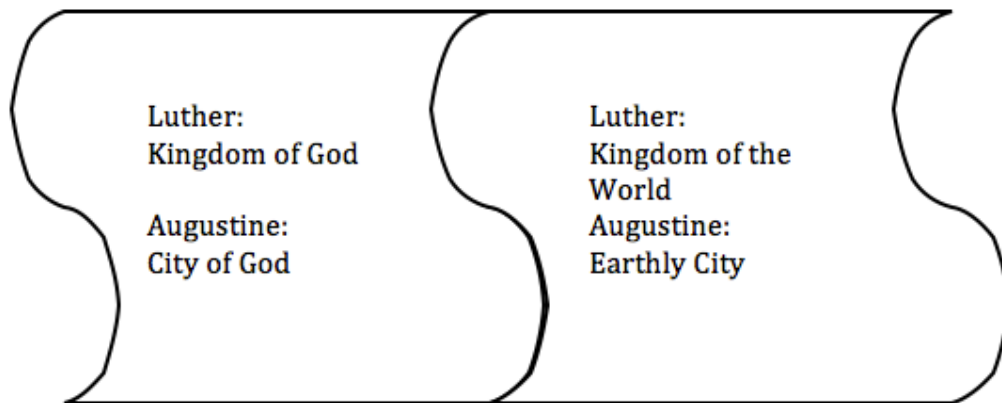 Luther:
Kingdom of God
Augustine:
City of God
Luther:
Kingdom of the
World
Augustine:
Earthly City